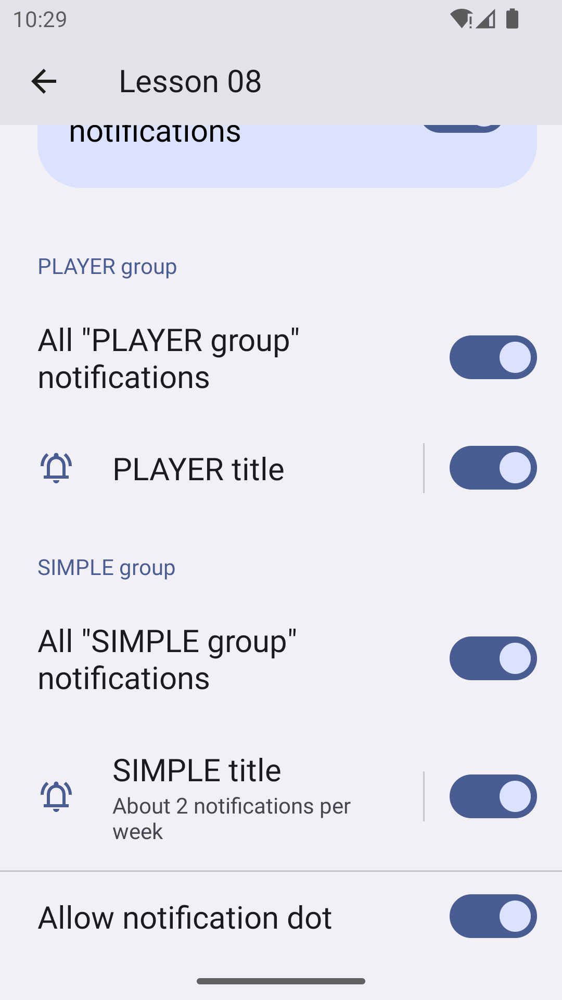 10:29
Lesson 08
notifications
PLAYER group
All "PLAYER group"
notifications
PLAYER title
SIMPLE group
All "SIMPLE group"
notifications
SIMPLE title
About 2 notifications per
week
Allow notification dot